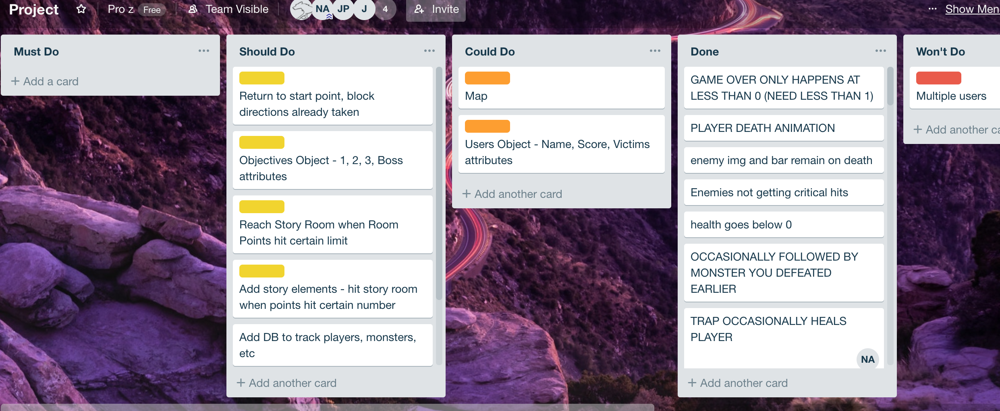 Project
Pro z Free
Team Visible
NA JP J 4
Invite
Show Men
Must Do
+ Add a card
Should Do
Return to start point, block
directions already taken
Objectives Object - 1, 2, 3, Boss
attributes
Reach Story Room when Room
Points hit certain limit
Add story elements - hit story room
when points hit certain number
Add DB to track players, monsters,
etc
+ Add another card
Could Do
Map
Users Object - Name, Score, Victims
attributes
+ Add another card
Done
GAME OVER ONLY HAPPENS AT
LESS THAN 0 (NEED LESS THAN 1)
PLAYER DEATH ANIMATION
enemy img and bar remain on death
Enemies not getting critical hits
health goes below 0
OCCASIONALLY FOLLOWED BY
MONSTER YOU DEFEATED
EARLIER
TRAP OCCASIONALLY HEALS
PLAYER
NA
+ Add another card
Won't Do
Multiple users
+ Add another ca